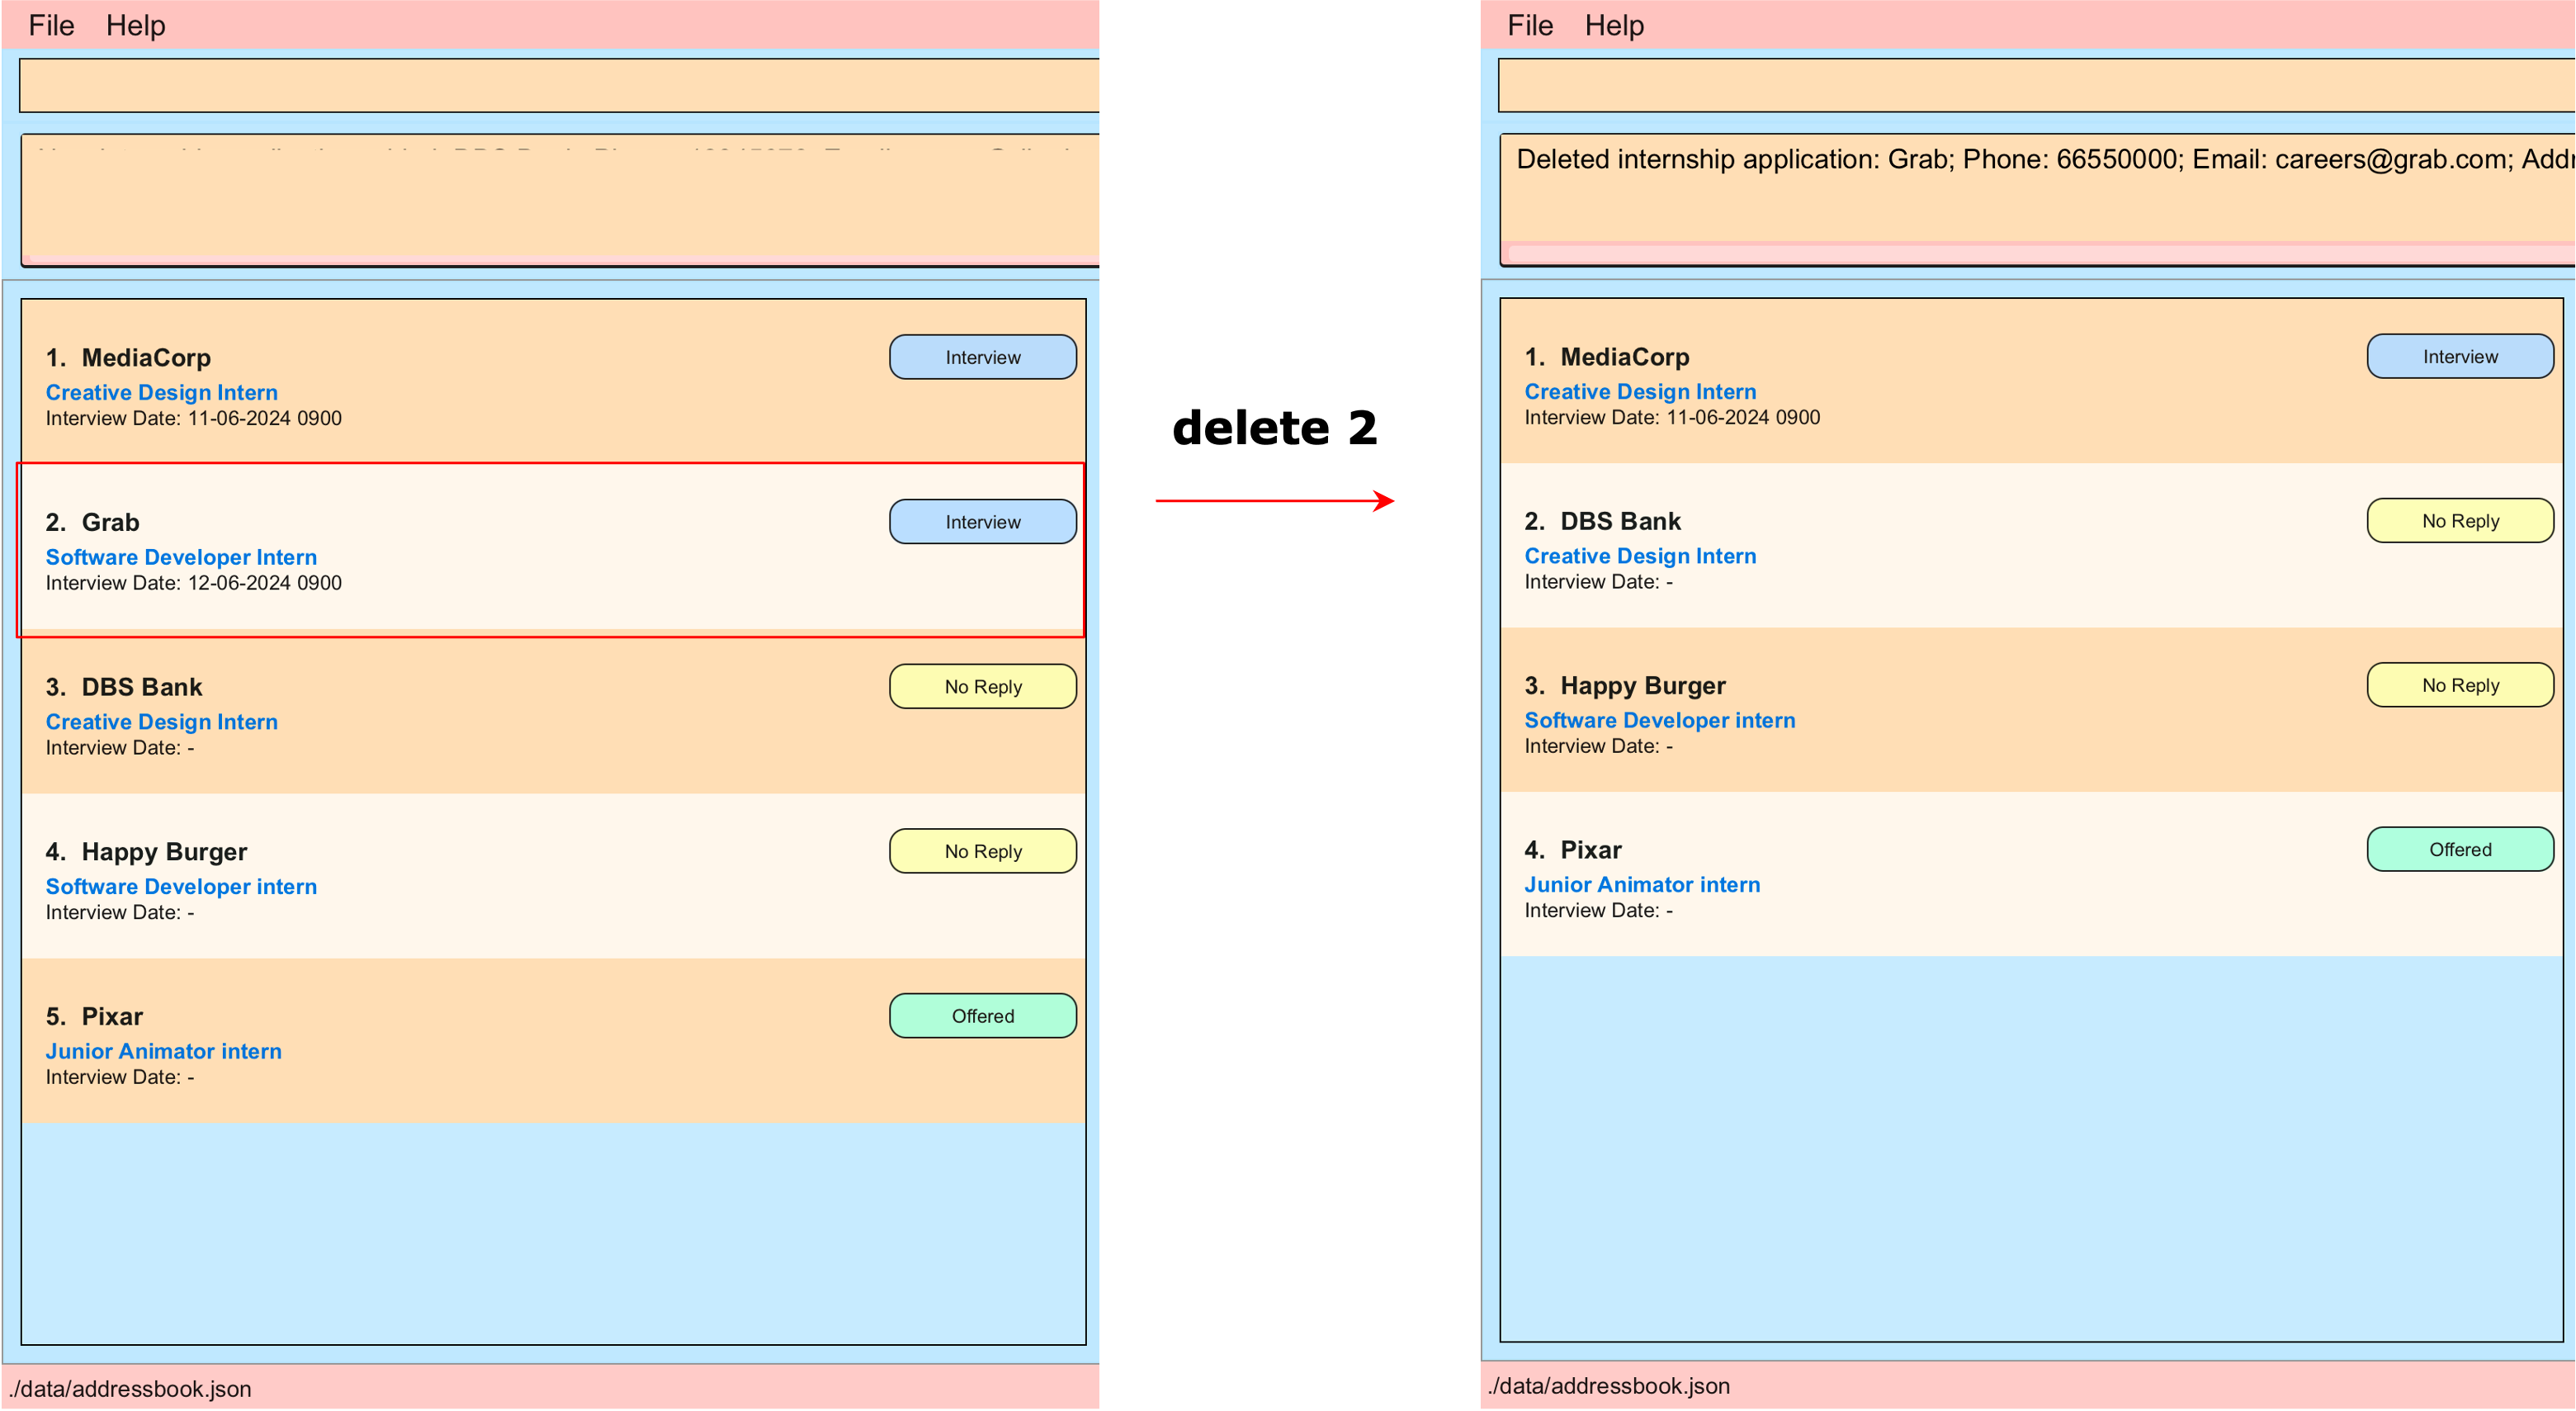 File Help
1. MediaCorp
Interview
Creative Design Intern
Interview Date: 11-06-2024 0900
2. Grab
Interview
Software Developer Intern
Interview Date: 12-06-2024 0900
3. DBS Bank
No Reply
Creative Design Intern
Interview Date: -
4. Happy Burger
No Reply
Software Developer intern
Interview Date: -
5. Pixar
Offered
Junior Animator intern
Interview Date: -
./data/addressbook.json
delete 2
File Help
Deleted internship application: Grab; Phone: 66550000; Email: careers@grab.com;
1. MediaCorp
Interview
Creative Design Intern
Interview Date: 11-06-2024 0900
2. DBS Bank
No Reply
Creative Design Intern
Interview Date: -
3. Happy Burger
No Reply
Software Developer intern
Interview Date: -
4. Pixar
Offered
Junior Animator intern
Interview Date: -
./data/addressbook.json